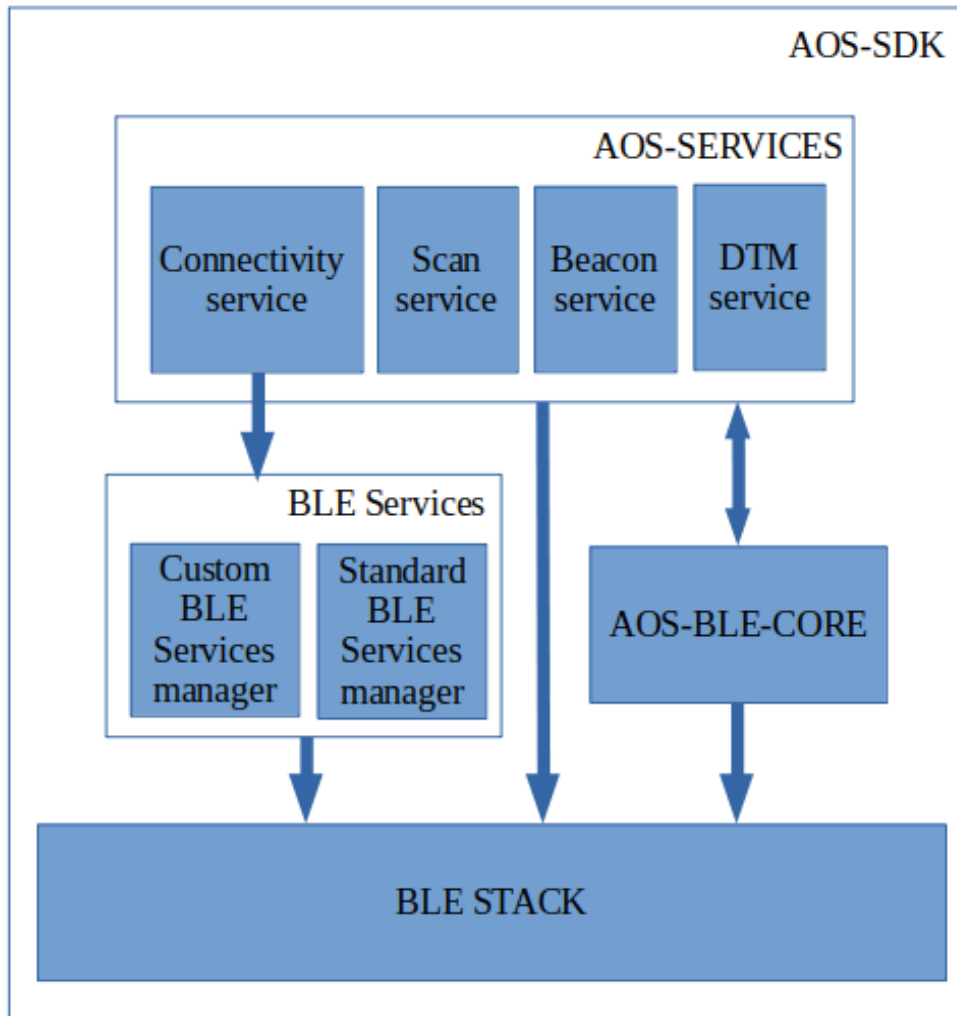 AOS-SDK
AOS-SERVICES
Connectivity
service
Scan
service
Beacon
service
DTM
service
BLE Services
Custom
BLE
Services
manager
Standard
BLE
Services
manager
AOS-BLE-CORE
BLE STACK